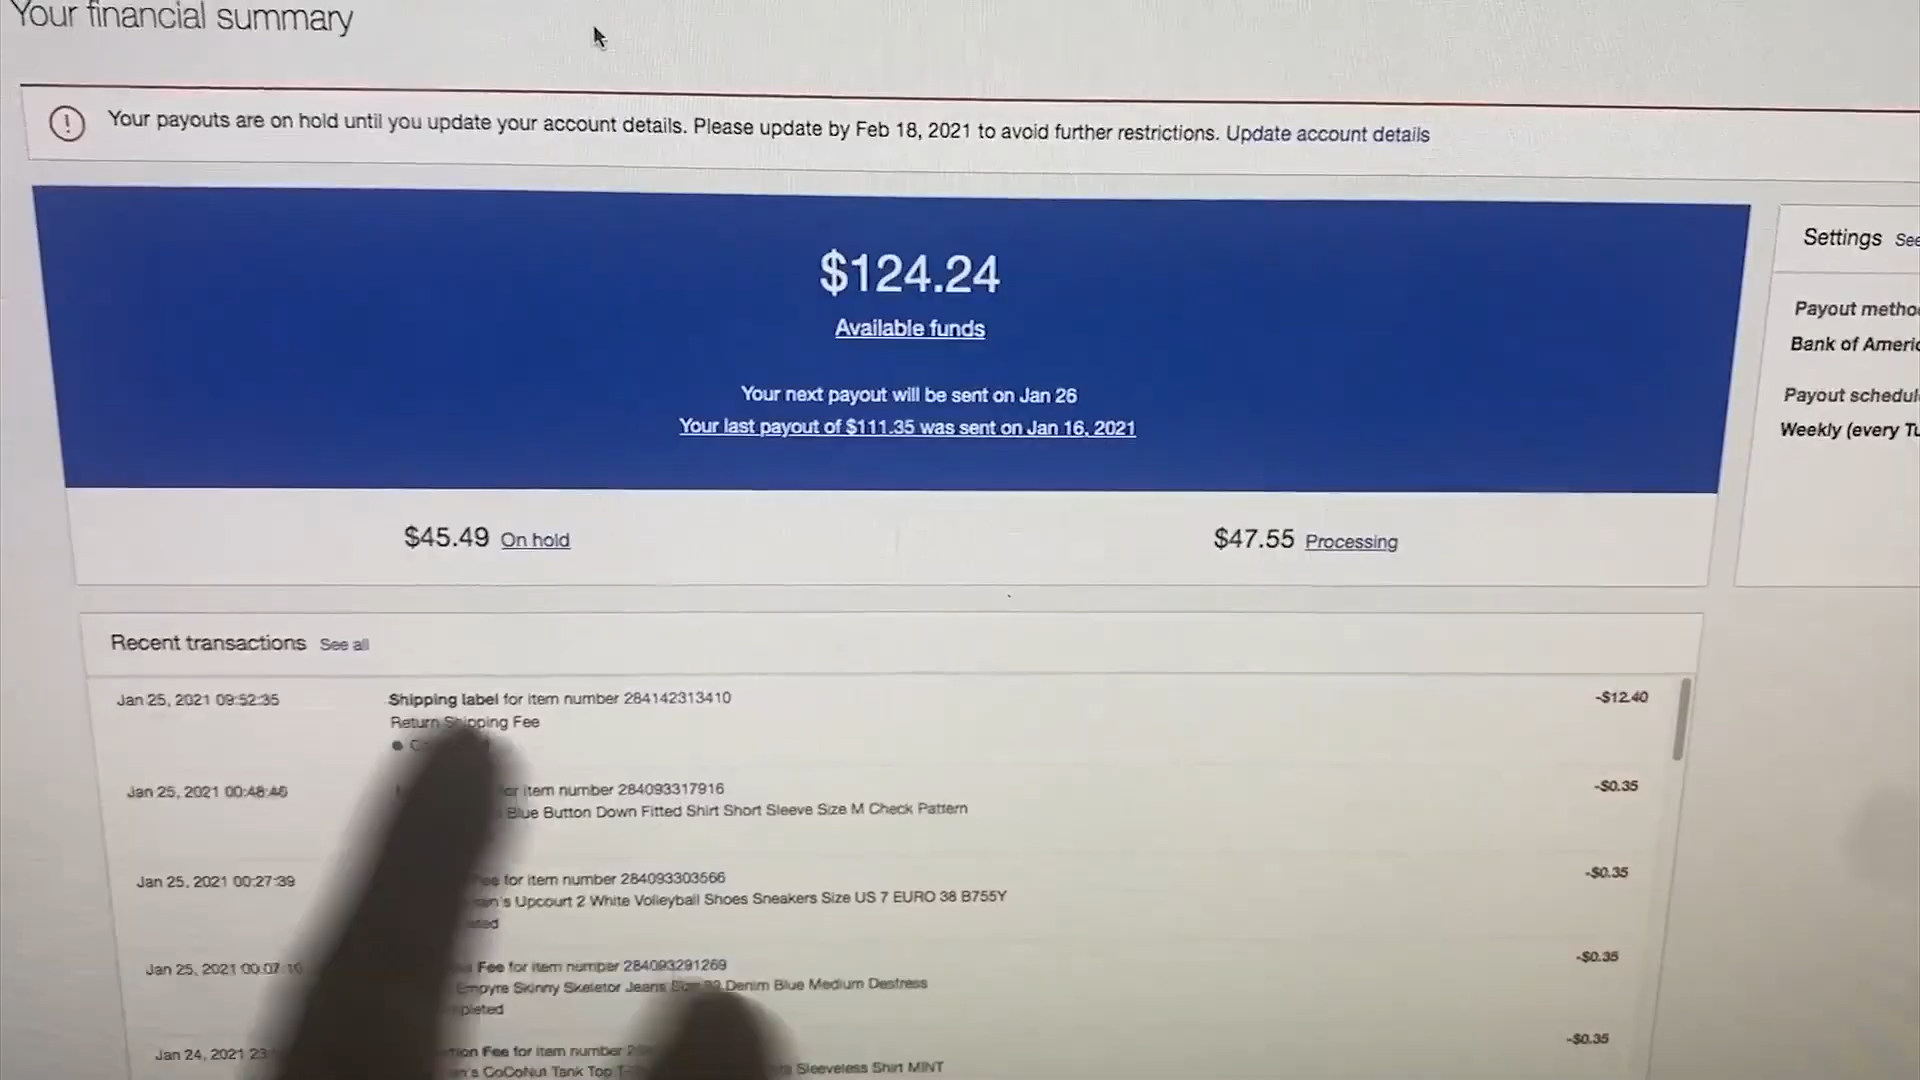 Your financial summary
Your payouts are on hold until you update your account details. Please update by Feb 18, 2021 to avoid further restrictions. Update account details
$124.24
Available funds
Your next payout will be sent on Jan 26
Your last payout of $111.35 was sent on Jan 16, 2021
$45.49 On hold
$47.55 Processing
Settings See
Payout metho
Bank of Americ
Payout schedul
Weekly (every Tu
Recent transactions See all
Jan 25, 2021 09:52:35 Shipping label for item number 284142313410 -$12.40
Return Shipping Fee
Jan 25, 2021 00:48:46 for item number 284093317916 -$0.35
Blue Button Down Fitted Shirt Short Sleeve Size M Check Pattern
Jan 25, 2021 00:27:39 Fee for item number 284093303566 -$0.35
Upcourt 2 White Volleyball Shoes Sneakers Size US 7 EURO 38 B755Y
Jan 25, 2021 00:07:10 Fee for item number 284093291269 -$0.35
Empyre Skinny Skeletor Jeans Denim Blue Medium Destress
Jan 24, 2021 Fee for item number -$0.35
CoCoNut Tank Top Sleeveless Shirt MINT